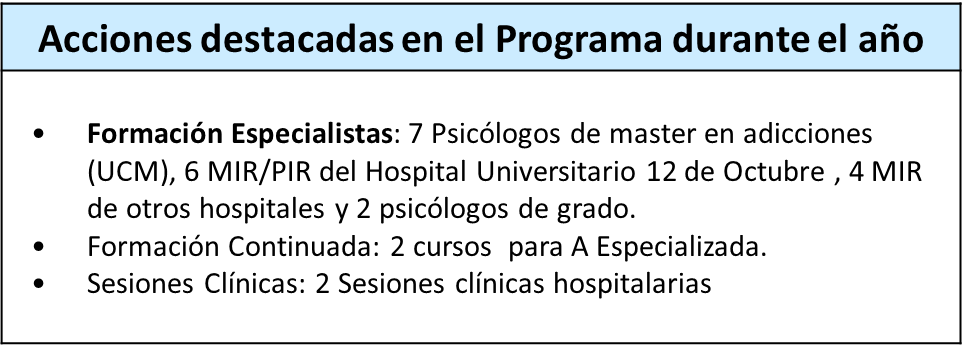 Acciones destacadas en el Programa durante el año
• Formación Especialistas: 7 Psicólogos de master en adicciones
(UCM), 6 MIR/PIR del Hospital Universitario 12 de Octubre , 4 MIR
de otros hospitales y 2 psicólogos de grado.
• Formación Continuada: 2 cursos  para A Especializada.
• Sesiones Clínicas: 2 Sesiones clínicas hospitalarias